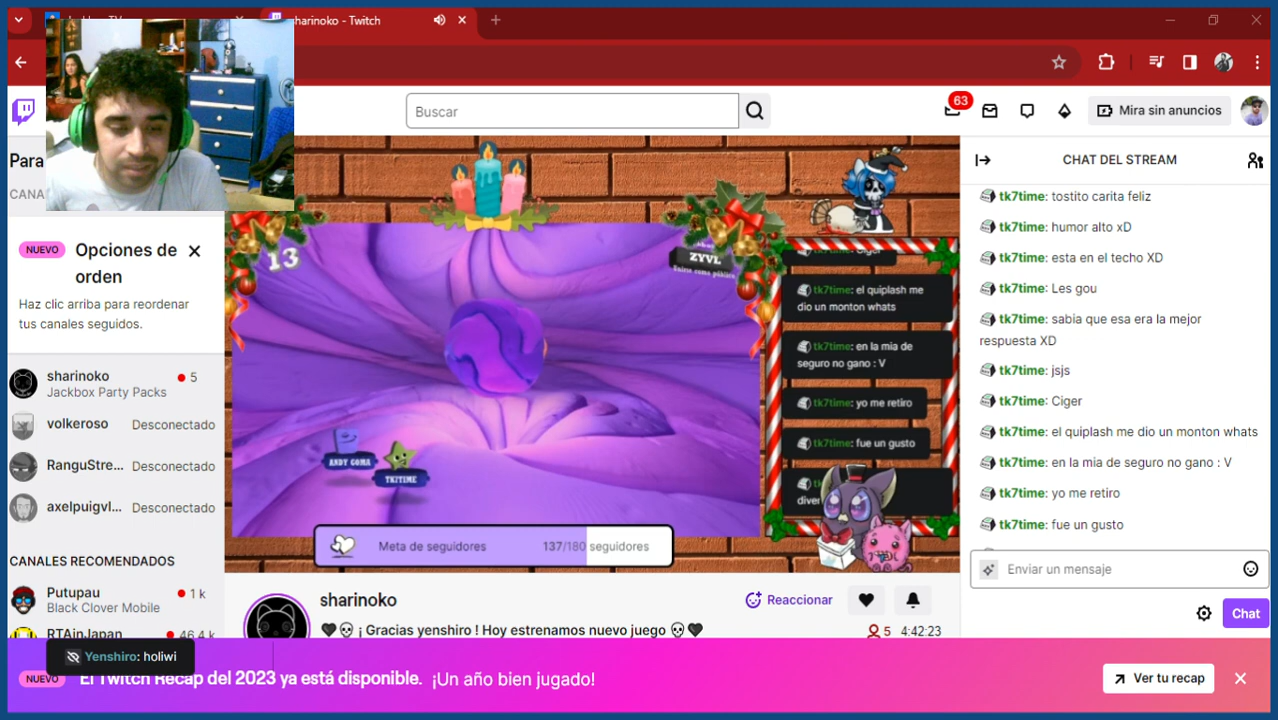 sharinoko - Twitch
Buscar
63
Mira sin anuncios
Para
CANA
CHAT DEL STREAM
NUEVO
Opciones de
orden
Haz clic arriba para reordenar
tus canales seguidos.
sharinoko
5
Jackbox Party Packs
volkeroso
Desconectado
RanguStre...
Desconectado
axelpuigvl...
Desconectado
CANALES RECOMENDADOS
Putupau
1 k
Black Clover Mobile
RTAinJapan
46,4 k
13
ZYVL
ANDY GOMA
TK7TIME
tk7time: el quiplash me
dio un monton whats
tk7time: en la mia de
seguro no gano : V
tk7time: yo me retiro
tk7time: fue un gusto
Meta de seguidores
137/180 seguidores
tk7time: tostito carita feliz
tk7time: humor alto xD
tk7time: esta en el techo XD
tk7time: Les gou
tk7time: sabia que esa era la mejor
respuesta XD
tk7time: jsjs
tk7time: Ciger
tk7time: el quiplash me dio un monton whats
tk7time: en la mia de seguro no gano : V
tk7time: yo me retiro
tk7time: fue un gusto
Enviar un mensaje
Chat
sharinoko
Reaccionar
¡ Gracias yenshiro ! Hoy estrenamos nuevo juego
5
4:42:23
Yenshiro: holiwi
NUEVO
El Twitch Recap del 2023 ya está disponible. ¡Un año bien jugado!
Ver tu recap